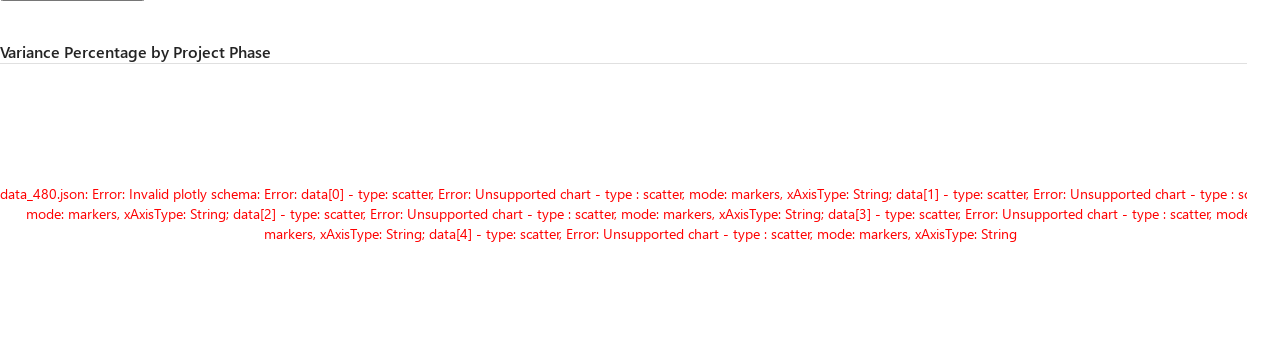 Variance Percentage by Project Phase
data_480.json: Error: Invalid plotly schema: Error: data[0] - type: scatter, Error: Unsupported chart - type : scatter, mode: markers, xAxisType: String; data[1] - type: scatter, Error: Unsupported chart - type :
mode: markers, xAxisType: String; data[2] - type: scatter, Error: Unsupported chart - type : scatter, mode: markers, xAxisType: String; data[3] - type: scatter, Error: Unsupported chart - type : scatter, mode:
markers, xAxisType: String; data[4] - type: scatter, Error: Unsupported chart - type : scatter, mode: markers, xAxisType: String